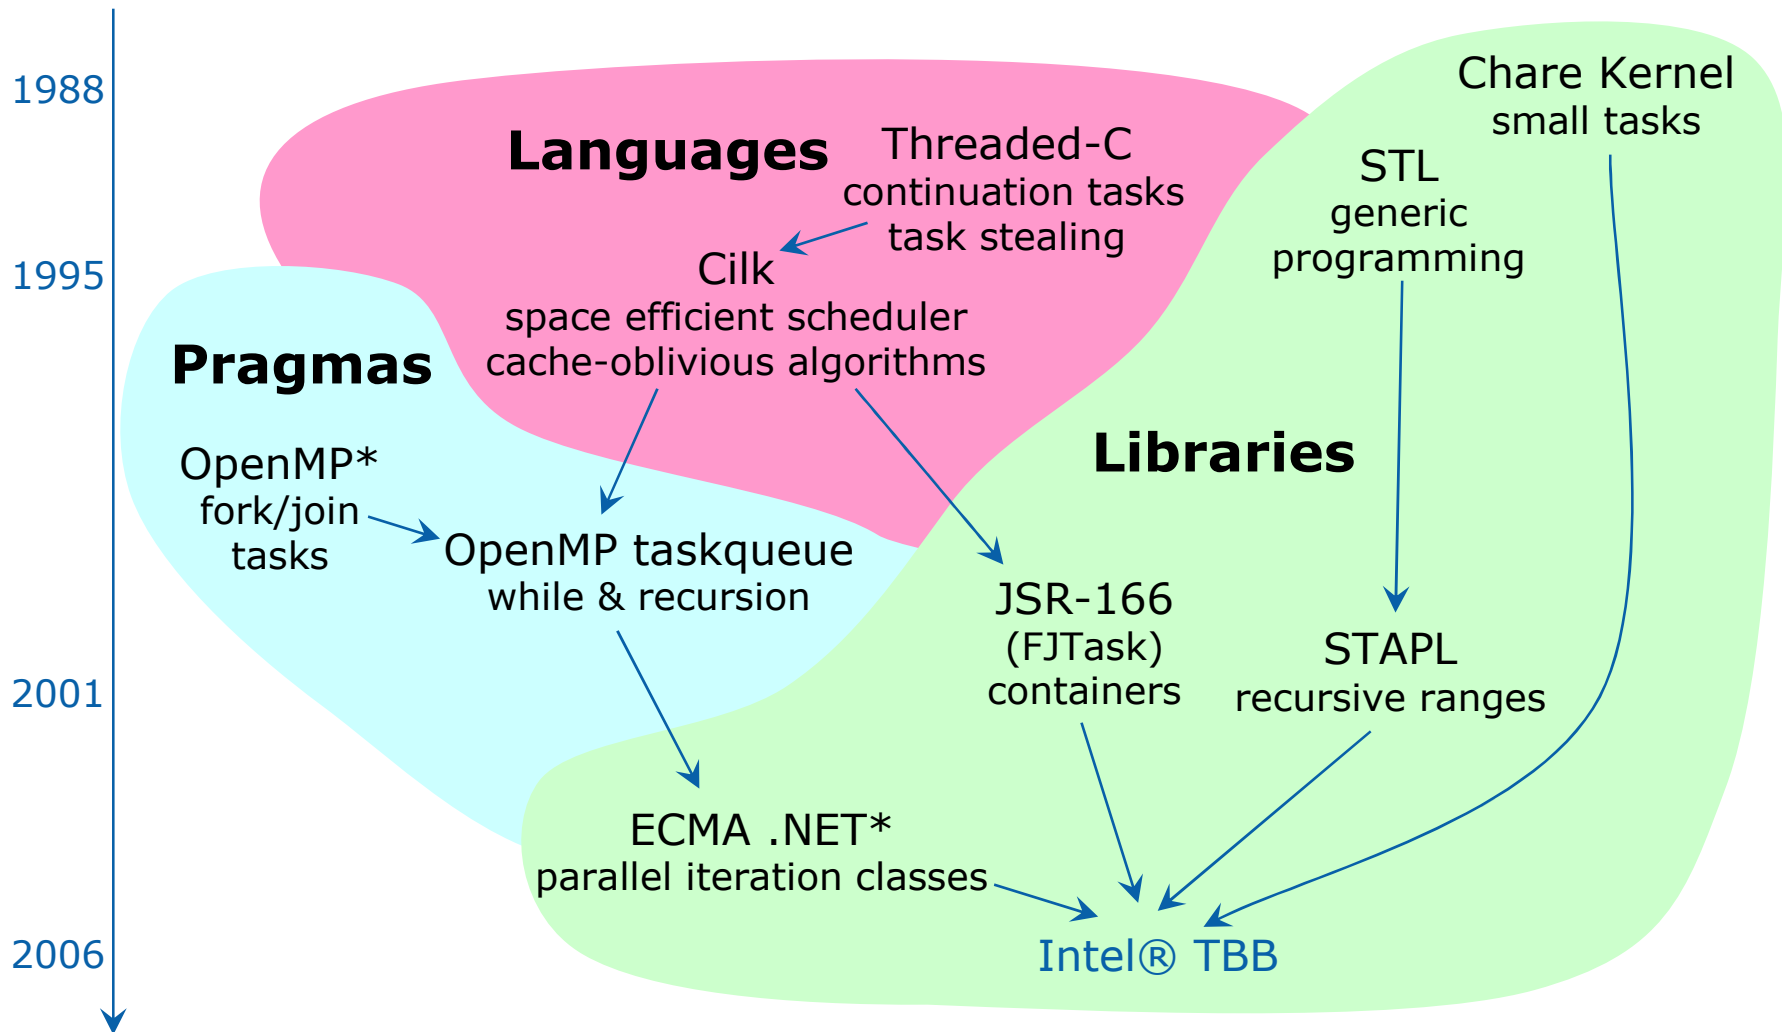 1988
1995
2001
2006
Languages
Threaded-C
continuation tasks
task stealing
Cilk
space efficient scheduler
cache-oblivious algorithms
Pragmas
OpenMP*
fork/join
tasks
OpenMP taskqueue
while & recursion
Libraries
Chare Kernel
small tasks
STL
generic
programming
JSR-166
(FJTask)
containers
STAPL
recursive ranges
ECMA .NET*
parallel iteration classes
Intel® TBB